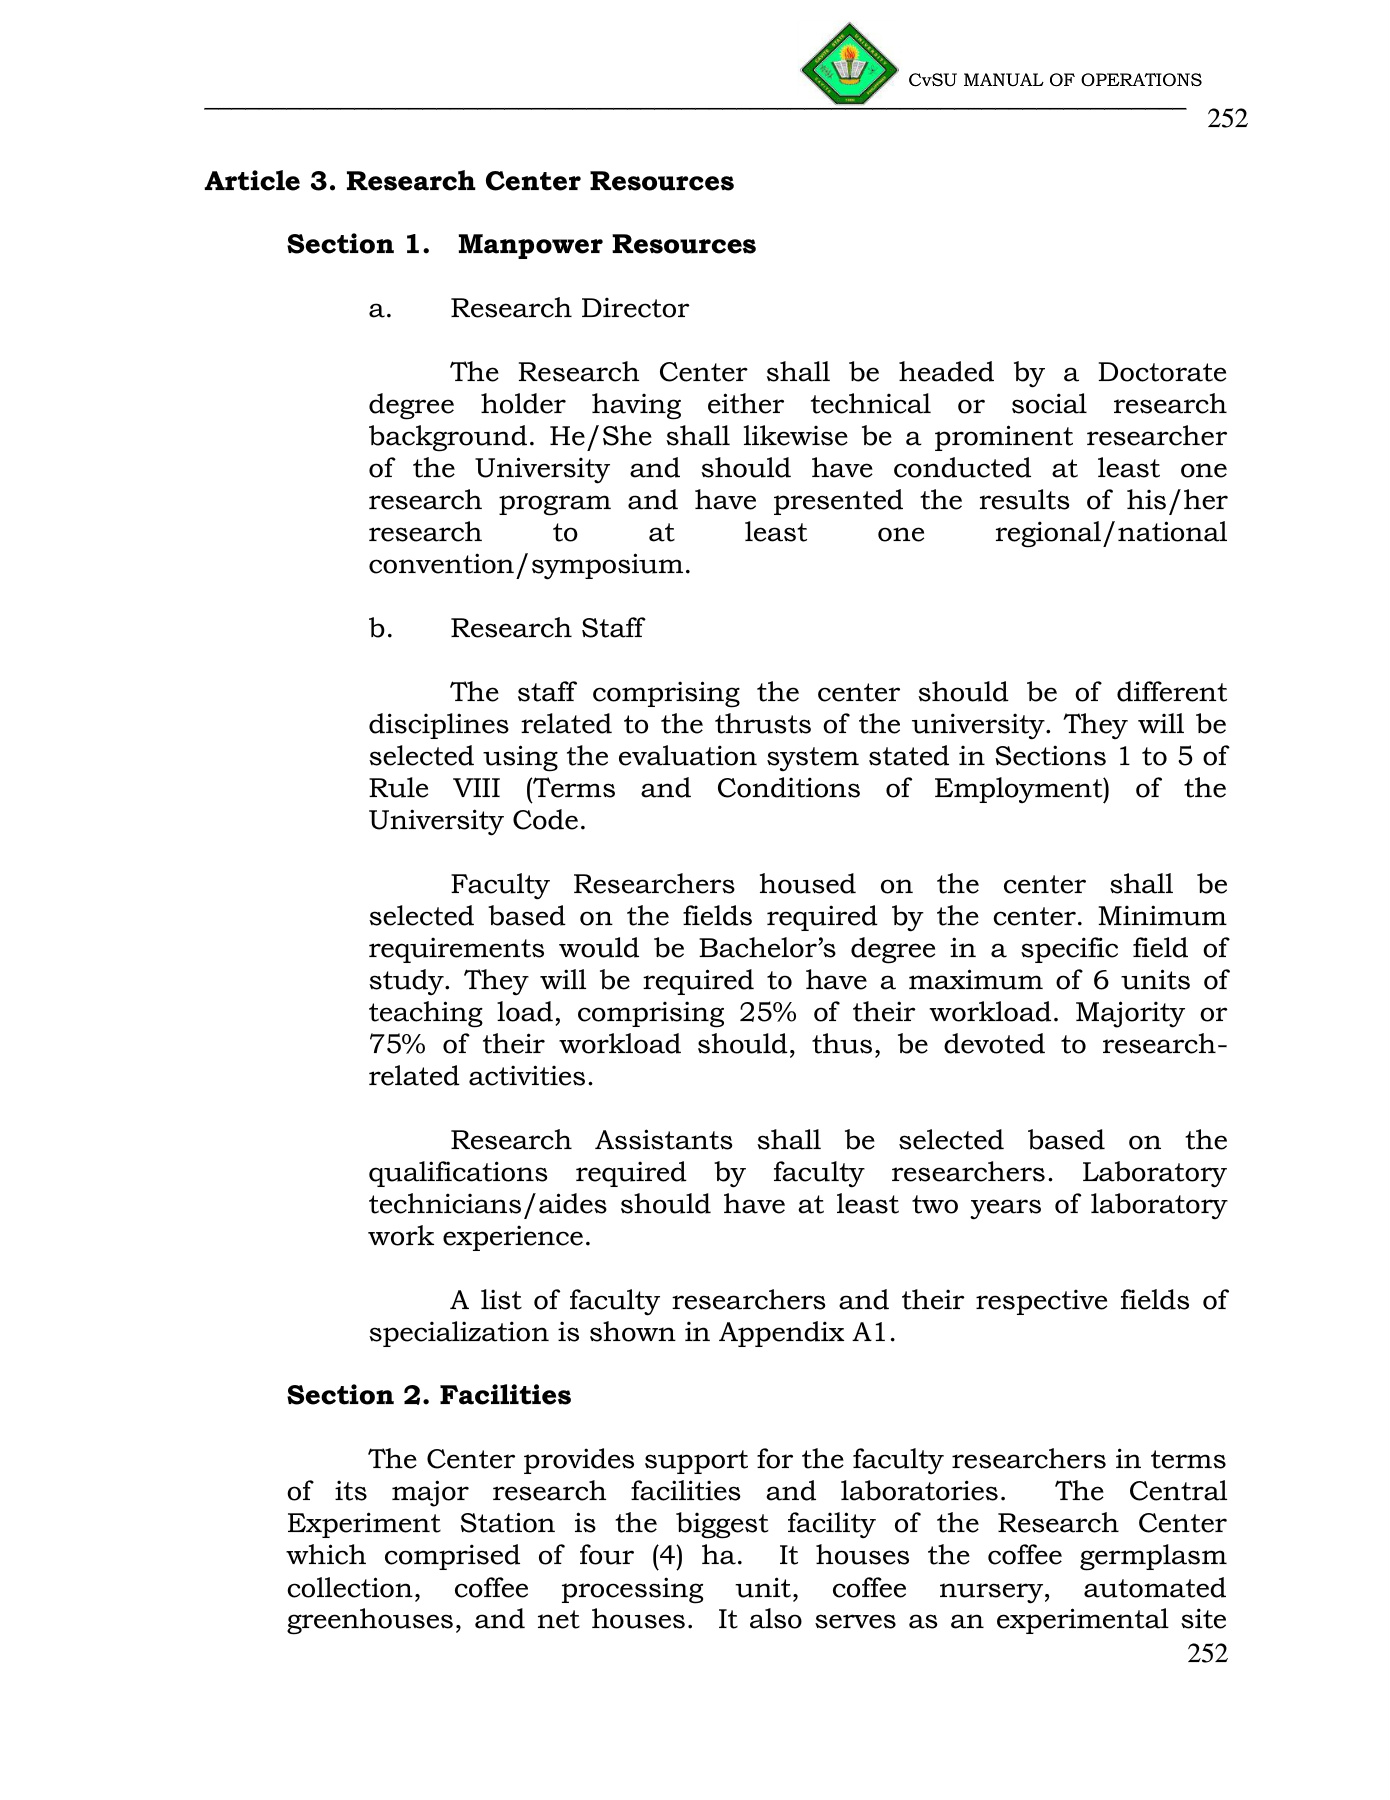 CvSU MANUAL OF OPERATIONS
252
Article 3. Research Center Resources
Section 1. Manpower Resources
a. Research Director
The Research Center shall be headed by a Doctorate
degree holder having either technical or social research
background. He/She shall likewise be a prominent researcher
of the University and should have conducted at least one
research program and have presented the results of his/her
research to at least one regional/national
convention/symposium.
b. Research Staff
The staff comprising the center should be of different
disciplines related to the thrusts of the university. They will be
selected using the evaluation system stated in Sections 1 to 5 of
Rule VIII (Terms and Conditions of Employment) of the
University Code.
Faculty Researchers housed on the center shall be
selected based on the fields required by the center. Minimum
requirements would be Bachelor’s degree in a specific field of
study. They will be required to have a maximum of 6 units of
teaching load, comprising 25% of their workload. Majority or
75% of their workload should, thus, be devoted to research-
related activities.
Research Assistants shall be selected based on the
qualifications required by faculty researchers. Laboratory
technicians/aides should have at least two years of laboratory
work experience.
A list of faculty researchers and their respective fields of
specialization is shown in Appendix A1.
Section 2. Facilities
The Center provides support for the faculty researchers in terms
of its major research facilities and laboratories. The Central
Experiment Station is the biggest facility of the Research Center
which comprised of four (4) ha. It houses the coffee germplasm
collection, coffee processing unit, coffee nursery, automated
greenhouses, and net houses. It also serves as an experimental site
252